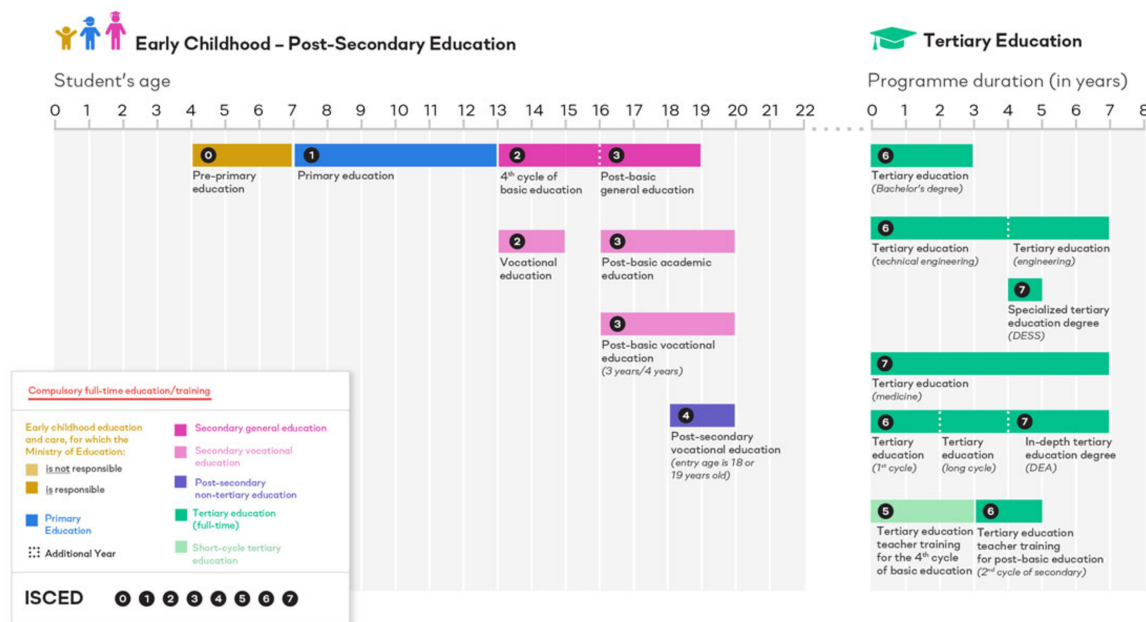 Early Childhood – Post-Secondary Education
Tertiary Education
Student's age
Programme duration (in years)
0 1 2 3 4 5 6 7 8 9 10 11 12 13 14 15 16 17 18 19 20 21 22
0 1 2 3 4 5 6 7 8
0
Pre-primary
education
1
Primary education
2
4th cycle of
basic education
3
Post-basic
general education
2
Vocational
education
3
Post-basic academic
education
3
Post-basic vocational
education
(3 years/4 years)
4
Post-secondary
vocational education
(entry age is 18 or
19 years old)
6
Tertiary education
(Bachelor's degree)
6
Tertiary education
(technical engineering)
Tertiary education
(engineering)
7
Specialized tertiary
education degree
(DESS)
7
Tertiary education
(medicine)
6
Tertiary
education
(1st cycle)
Tertiary
education
(long cycle)
7
In-depth tertiary
education degree
(DEA)
5
Tertiary education
teacher training
for the 4th cycle
of basic education
6
Tertiary education
teacher training
for post-basic education
(2nd cycle of secondary)
Compulsory full-time education/training
Early childhood education
and care, for which the
Ministry of Education:
is not responsible
is responsible
Primary
Education
Additional Year
Secondary general education
Secondary vocational
education
Post-secondary
non-tertiary education
Tertiary education
(full-time)
Short-cycle tertiary
education
ISCED 0 1 2 3 4 5 6 7